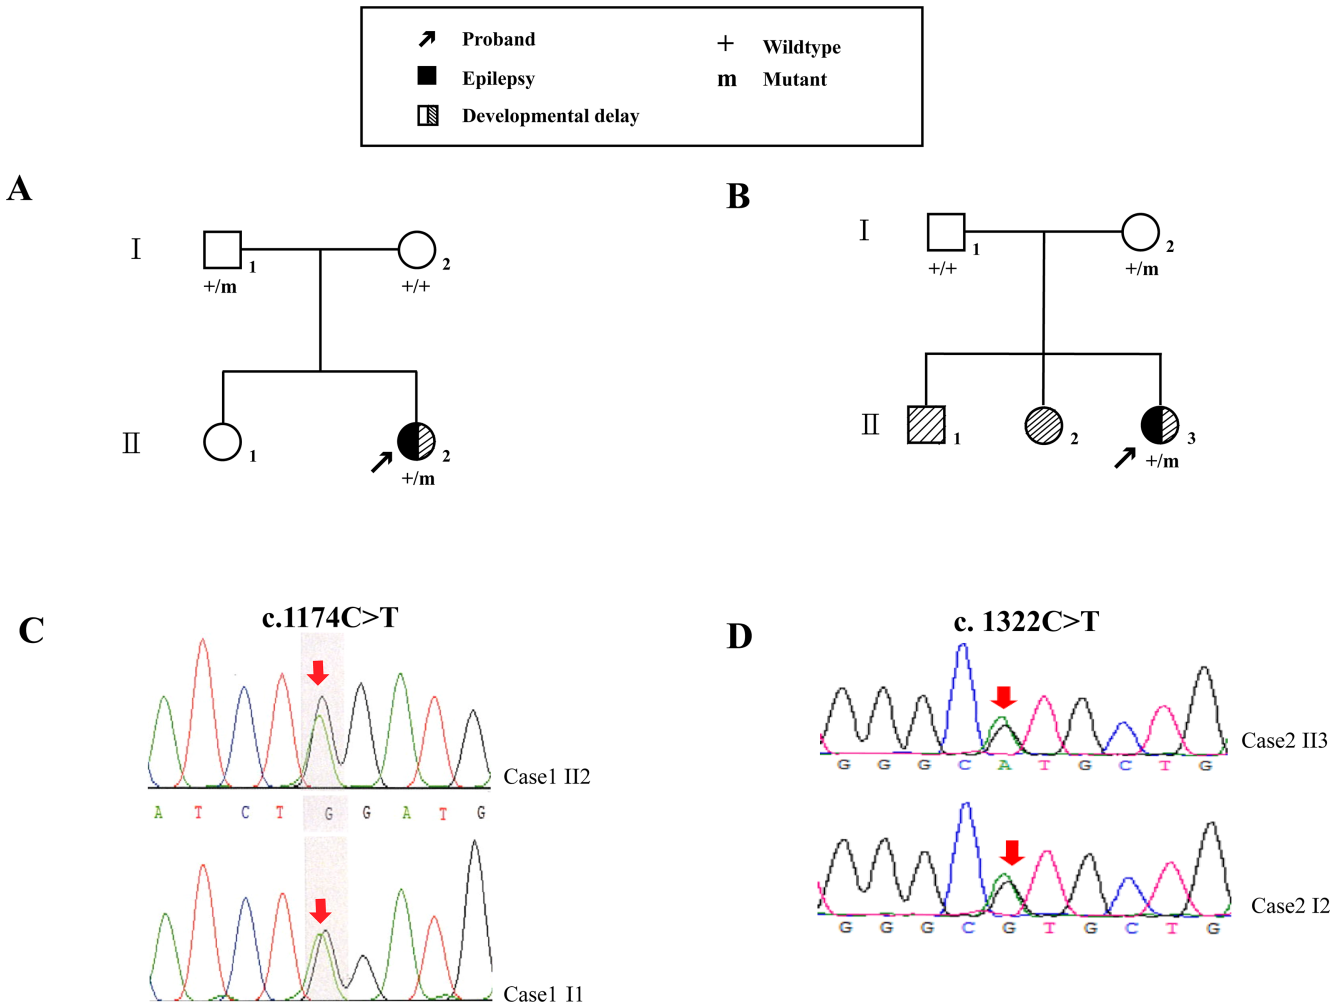 Proband
+ Wildtype
Epilepsy
m Mutant
Developmental delay
A
B
I
1
2
+/m
+/+
I
1
2
+/+
+/m
II
1
2
+/m
II
1
2
3
+/m
C
c.1174C>T
D
c. 1322C>T
Case1 II2
A T C T G G A T G
Case1 I1
Case2 II3
G G G C A T G C T G
Case2 I2
G G G C G T G C T G